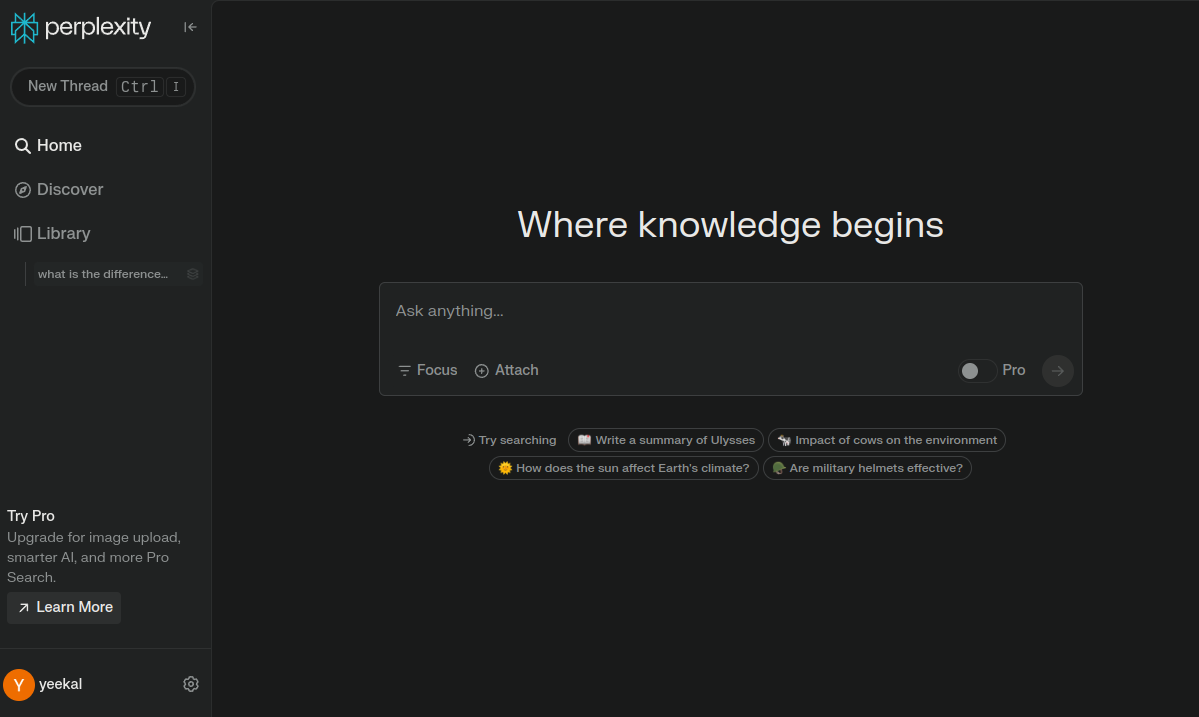 perplexity
New Thread Ctrl I
Home
Discover
Library
what is the difference...
Try Pro
Upgrade for image upload,
smarter AI, and more Pro
Search.
Learn More
Y yeekal
Where knowledge begins
Ask anything...
Focus Attach Pro
Try searching Write a summary of Ulysses Impact of cows on the environment
How does the sun affect Earth's climate? Are military helmets effective?